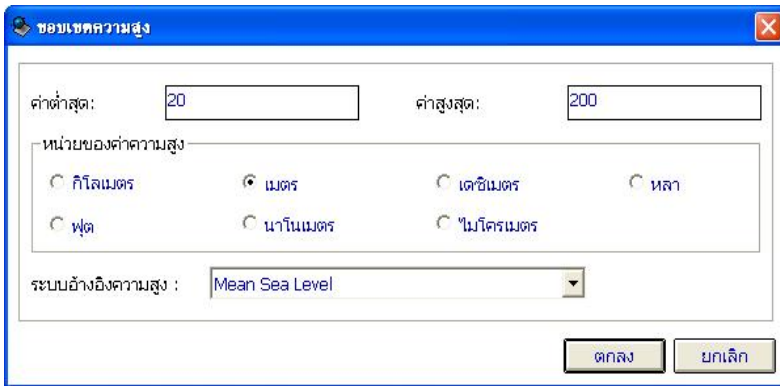 ขอบเขตความสูง
ค่าต่ำสุด: 20 ค่าสูงสุด: 200
หน่วยของค่าความสูง
กิโลเมตร เมตร เดซิเมตร หลา
ฟุต นาโนเมตร ไมโครเมตร
ระบบอ้างอิงความสูง : Mean Sea Level
ตกลง ยกเลิก